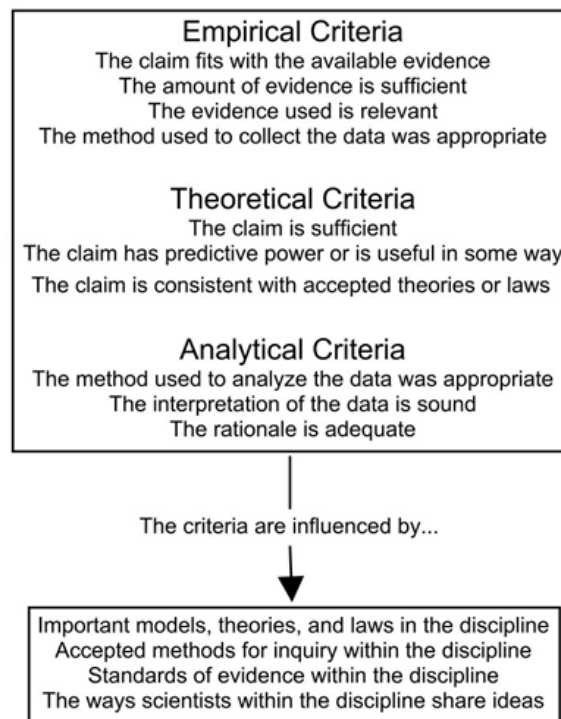 Empirical Criteria
The claim fits with the available evidence
The amount of evidence is sufficient
The evidence used is relevant
The method used to collect the data was appropriate
Theoretical Criteria
The claim is sufficient
The claim has predictive power or is useful in some way
The claim is consistent with accepted theories or laws
Analytical Criteria
The method used to analyze the data was appropriate
The interpretation of the data is sound
The rationale is adequate
The criteria are influenced by...
Important models, theories, and laws in the discipline
Accepted methods for inquiry within the discipline
Standards of evidence within the discipline
The ways scientists within the discipline share ideas